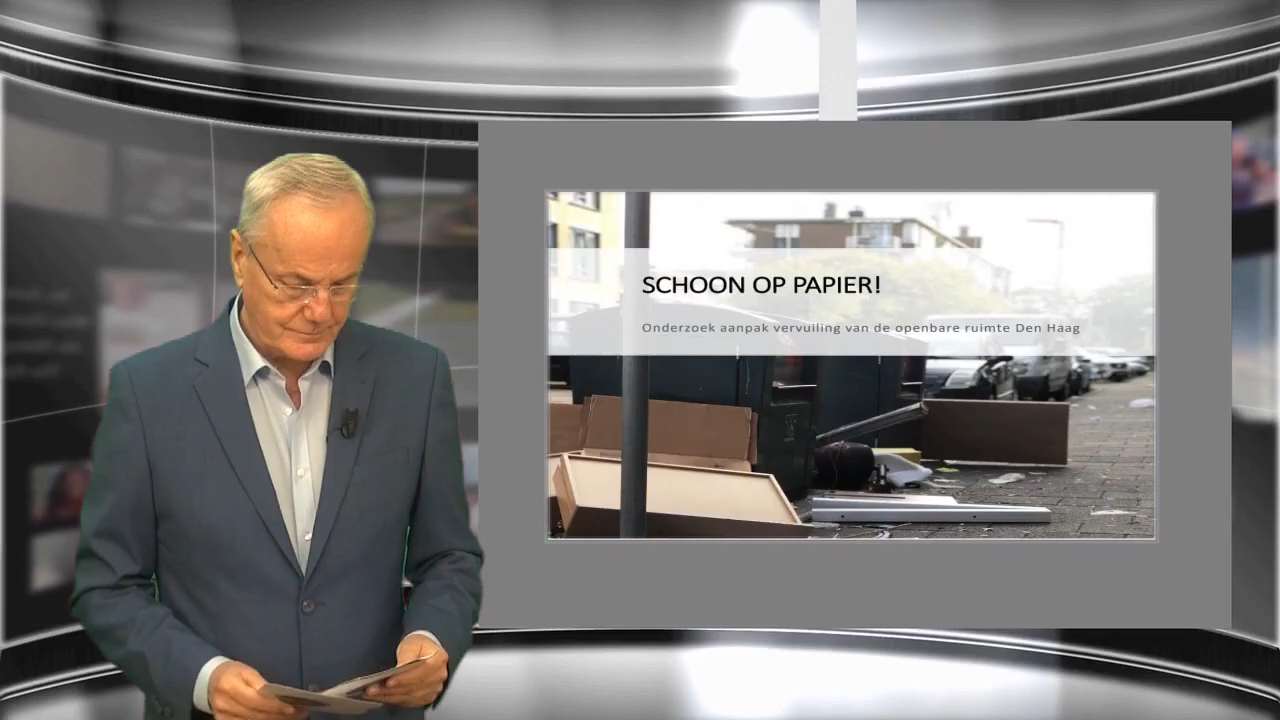 SCHOON OP PAPIER!
Onderzoek aanpak vervuiling van de openbare ruimte Den Haag